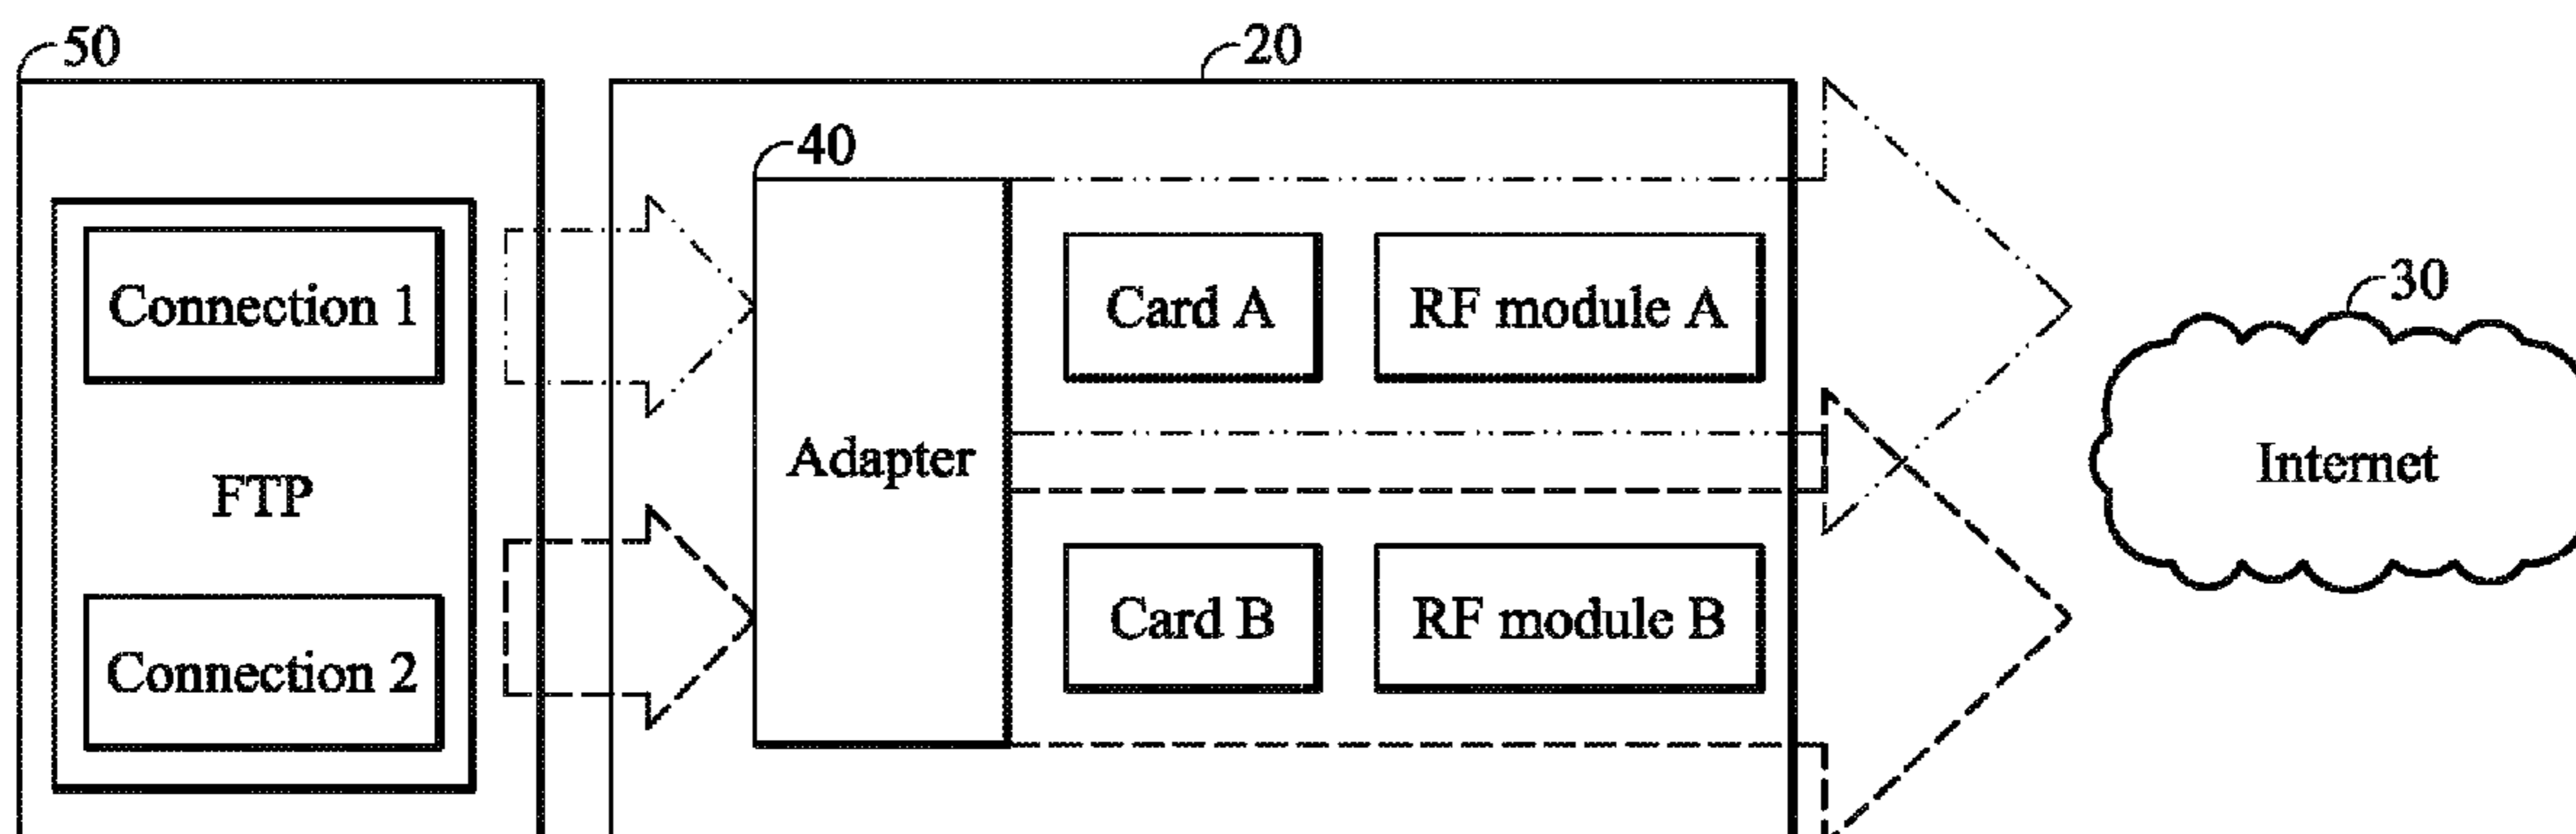 50
20
40
30
Connection 1
FTP
Connection 2
Adapter
Card A
RF module A
Card B
RF module B
Internet